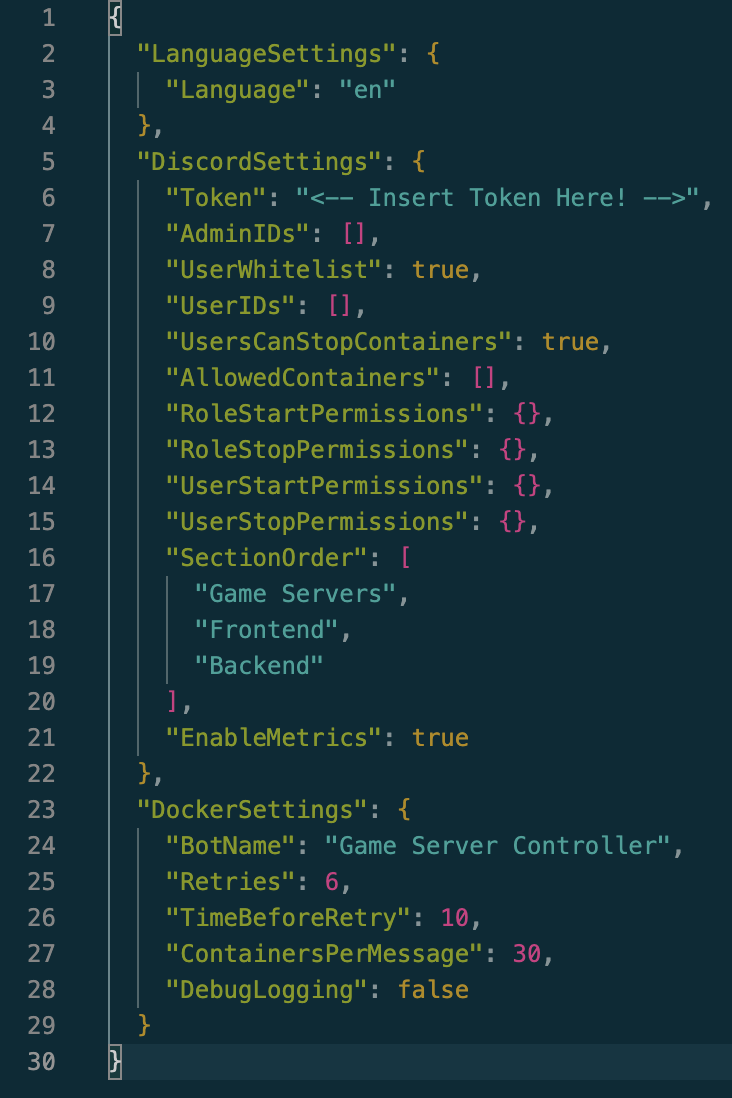 1 {
2 "LanguageSettings": {
3 "Language": "en"
4 },
5 "DiscordSettings": {
6 "Token": "<-- Insert Token Here! -->",
7 "AdminIDs": [],
8 "UserWhitelist": true,
9 "UserIDs": [],
10 "UsersCanStopContainers": true,
11 "AllowedContainers": [],
12 "RoleStartPermissions": {},
13 "RoleStopPermissions": {},
14 "UserStartPermissions": {},
15 "UserStopPermissions": {},
16 "SectionOrder": [
17 "Game Servers",
18 "Frontend",
19 "Backend"
20 ],
21 "EnableMetrics": true
22 },
23 "DockerSettings": {
24 "BotName": "Game Server Controller",
25 "Retries": 6,
26 "TimeBeforeRetry": 10,
27 "ContainersPerMessage": 30,
28 "DebugLogging": false
29 }
30 }